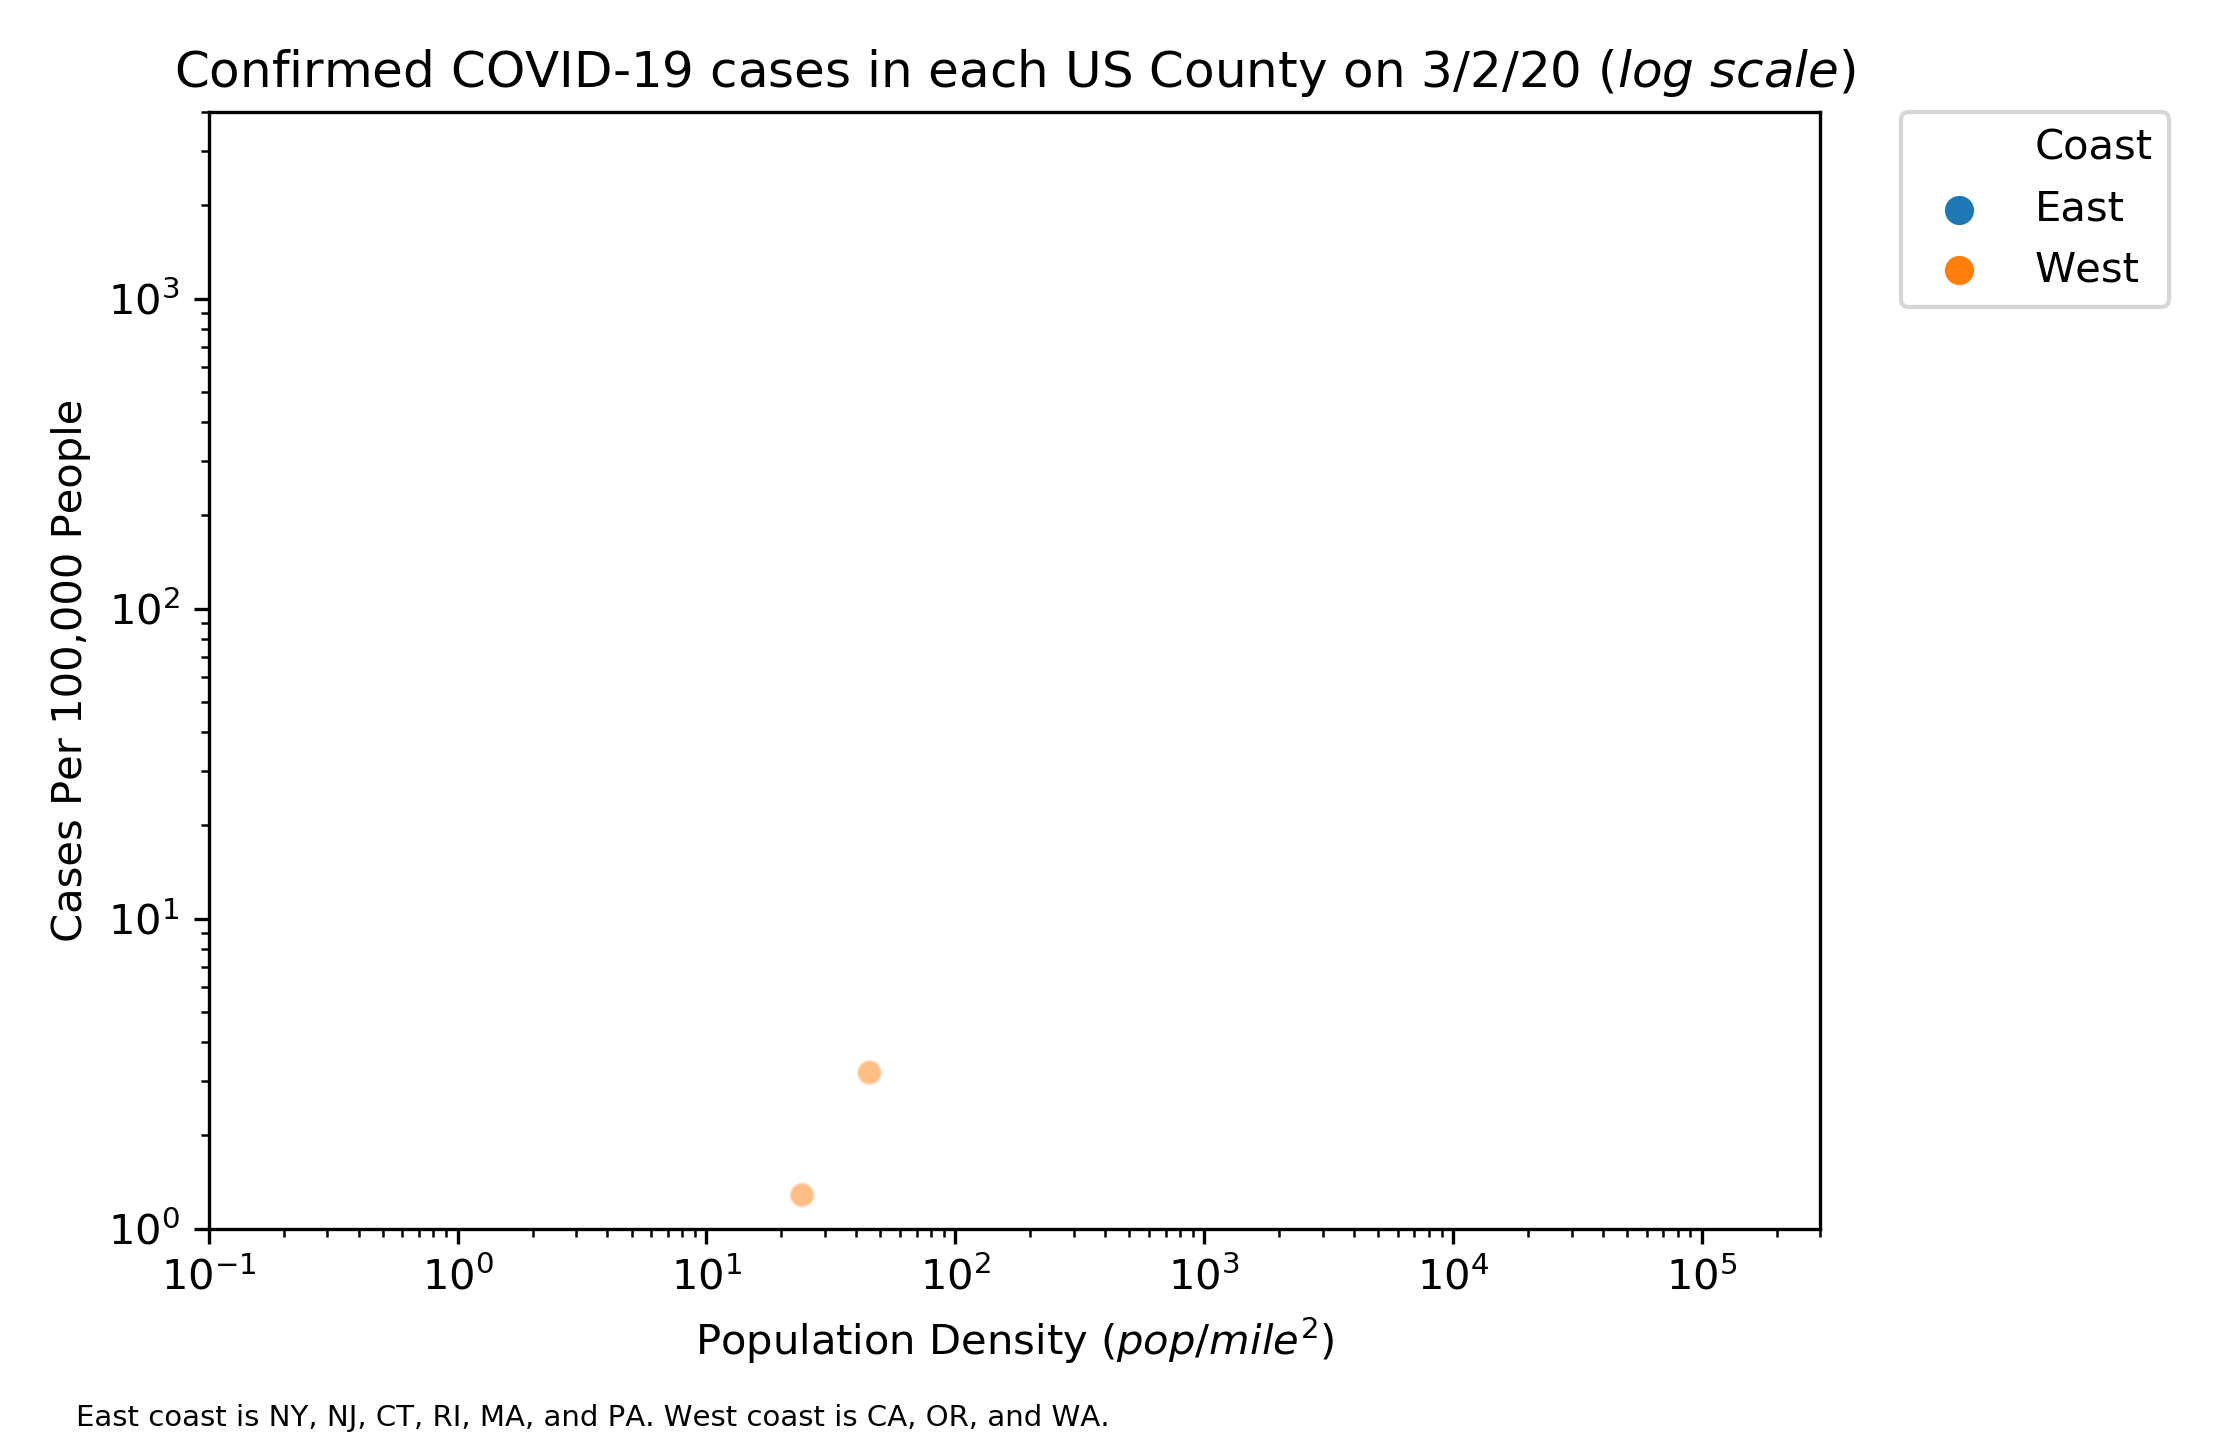 Confirmed COVID-19 cases in each US County on 3/2/20 (log scale)
Coast
East
West
Cases Per 100,000 People
10³
10²
10¹
10⁰
10⁻¹ 10⁰ 10¹ 10² 10³ 10⁴ 10⁵
Population Density (pop/mile²)
East coast is NY, NJ, CT, RI, MA, and PA. West coast is CA, OR, and WA.